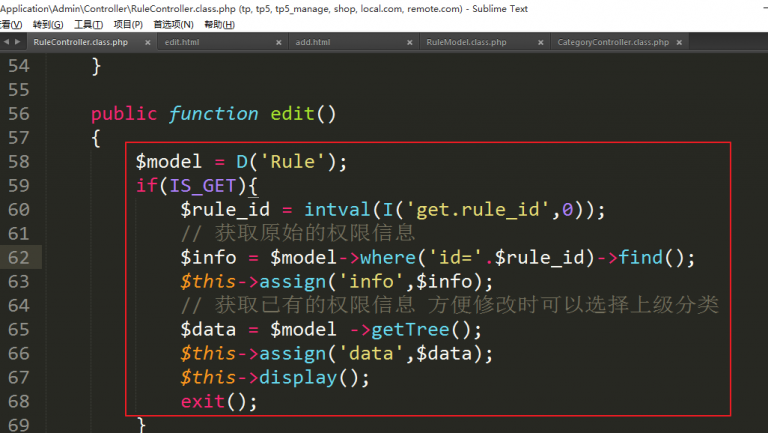 Application\Admin\Controller\RuleController.class.php (tp, tp5, tp5_manage, shop, local.com, remote.com) - Sublime Text
看(V) 转到(G) 工具(T) 项目(P) 首选项(N) 帮助(H)
RuleController.class.php × edit.html × add.html × RuleModel.class.php × CategoryController.class.php ×
54 }
55
56 public function edit()
57 {
58 $model = D('Rule');
59 if(IS_GET){
60 $rule_id = intval(I('get.rule_id',0));
61 // 获取原始的权限信息
62 $info = $model->where('id='.$rule_id)->find();
63 $this->assign('info',$info);
64 // 获取已有的权限信息 方便修改时可以选择上级分类
65 $data = $model ->getTree();
66 $this->assign('data',$data);
67 $this->display();
68 exit();
69 }